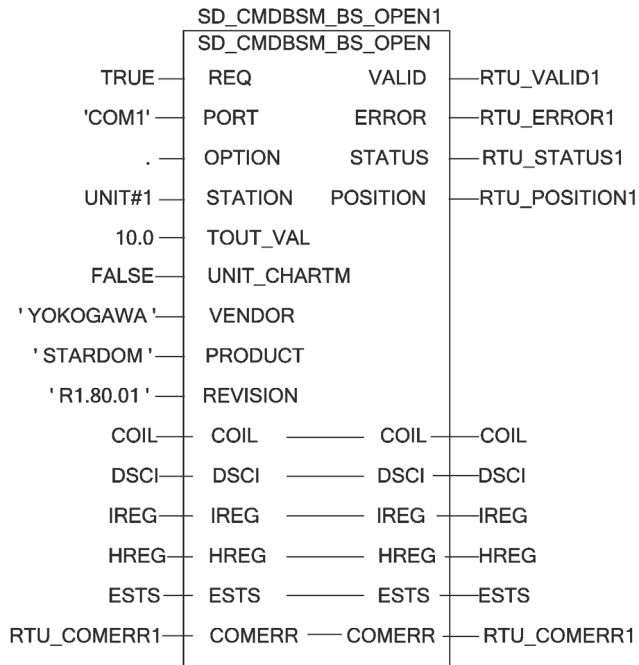 SD_CMDBSM_BS_OPEN1
SD_CMDBSM_BS_OPEN
TRUE REQ VALID RTU_VALID1
'COM1' PORT ERROR RTU_ERROR1
. OPTION STATUS RTU_STATUS1
UNIT#1 STATION POSITION RTU_POSITION1
10.0 TOUT_VAL
FALSE UNIT_CHARTM
' YOKOGAWA ' VENDOR
' STARDOM ' PRODUCT
' R1.80.01 ' REVISION
COIL COIL COIL COIL
DSCI DSCI DSCI DSCI
IREG IREG IREG IREG
HREG HREG HREG HREG
ESTS ESTS ESTS ESTS
RTU_COMERR1 COMERR COMERR RTU_COMERR1